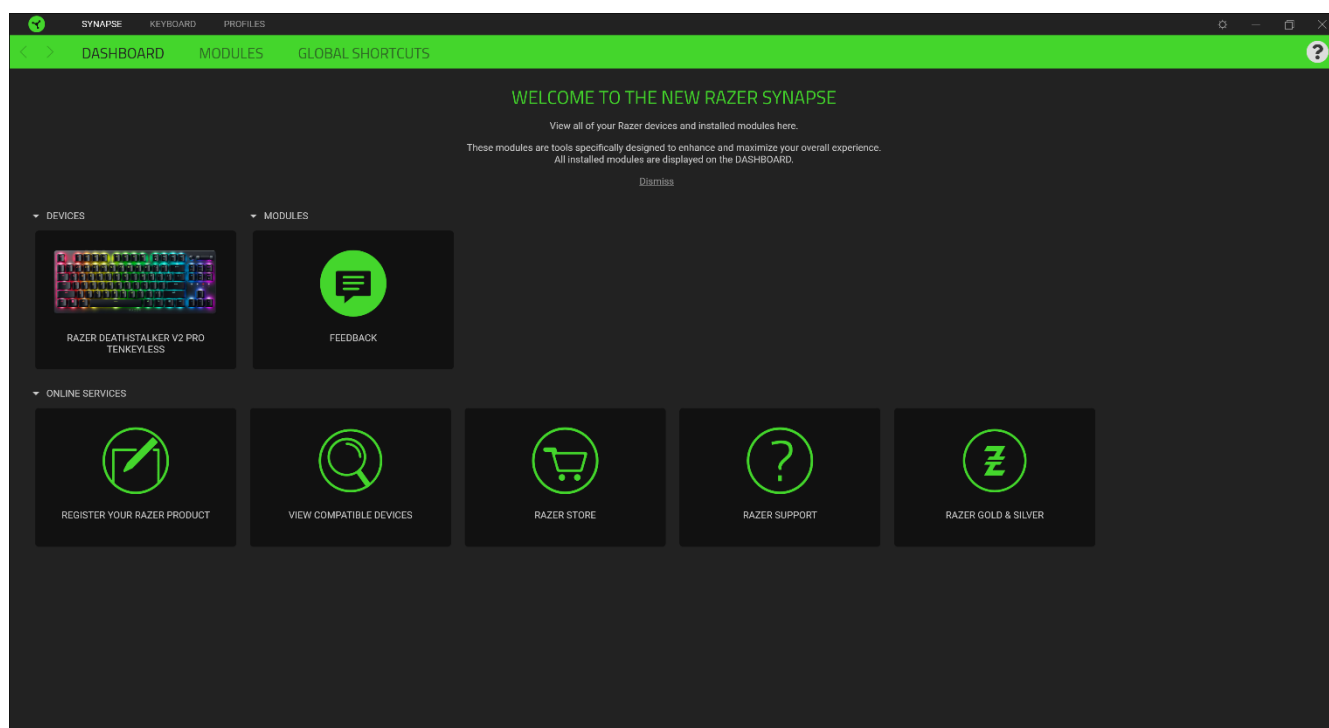 SYNAPSE KEYBOARD PROFILES
DASHBOARD MODULES GLOBAL SHORTCUTS ?
WELCOME TO THE NEW RAZER SYNAPSE
View all of your Razer devices and installed modules here.
These modules are tools specifically designed to enhance and maximize your overall experience.
All installed modules are displayed on the DASHBOARD.
Dismiss
DEVICES
MODULES
RAZER DEATHSTALKER V2 PRO
TENKEYLESS
FEEDBACK
ONLINE SERVICES
REGISTER YOUR RAZER PRODUCT
VIEW COMPATIBLE DEVICES
RAZER STORE
RAZER SUPPORT
RAZER GOLD & SILVER